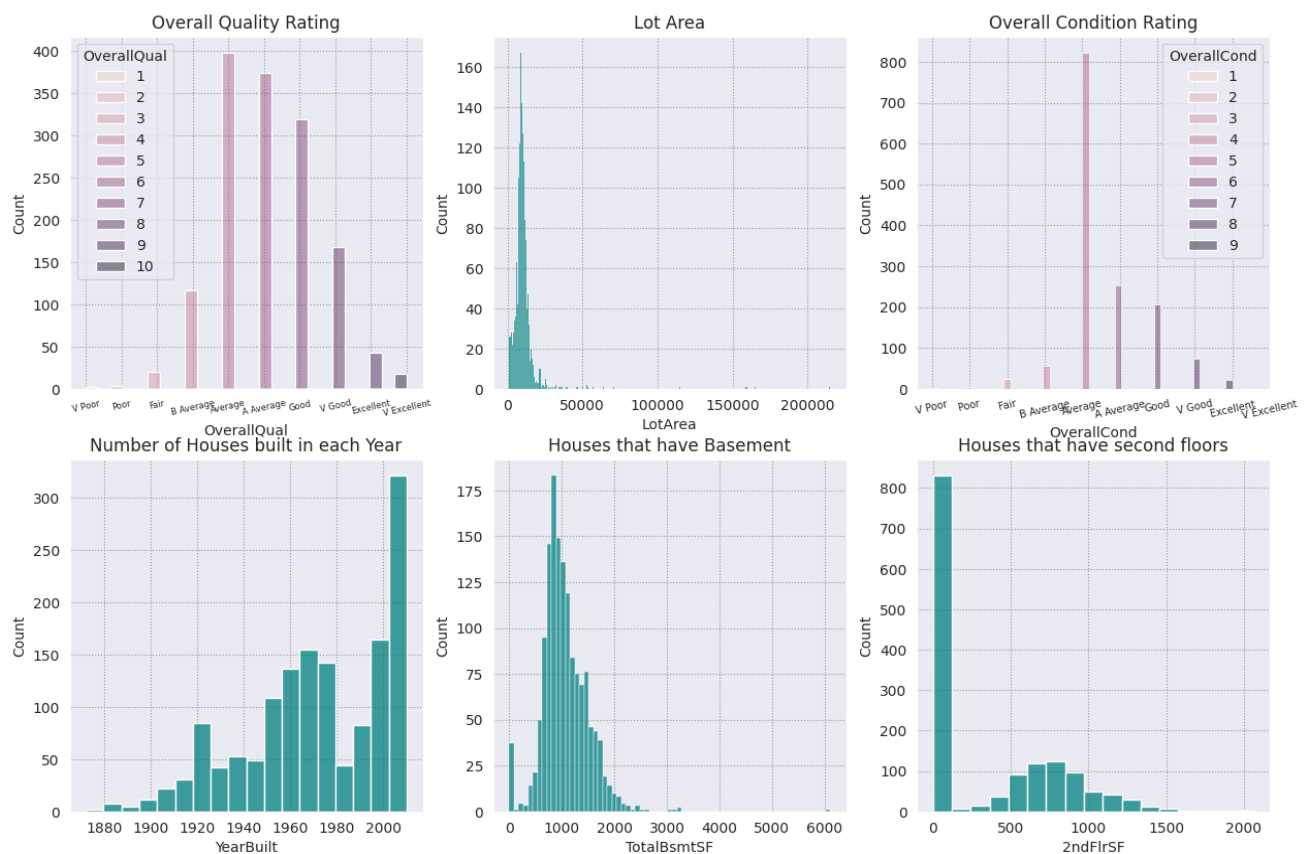 Overall Quality Rating
Count
400
350
300
250
200
150
100
50
0
OverallQual
1
2
3
4
5
6
7
8
9
10
V Poor Poor Fair B Average Average A Average Good V Good Excellent V Excellent
OverallQual
Lot Area
Count
160
140
120
100
80
60
40
20
0
0 50000 100000 150000 200000
LotArea
Overall Condition Rating
Count
800
700
600
500
400
300
200
100
0
OverallCond
1
2
3
4
5
6
7
8
9
V Poor Poor Fair B Average Average A Average Good V Good Excellent V Excellent
OverallCond
Number of Houses built in each Year
Count
300
250
200
150
100
50
0
1880 1900 1920 1940 1960 1980 2000
YearBuilt
Houses that have Basement
Count
175
150
125
100
75
50
25
0
0 1000 2000 3000 4000 5000 6000
TotalBsmtSF
Houses that have second floors
Count
800
700
600
500
400
300
200
100
0
0 500 1000 1500 2000
2ndFlrSF